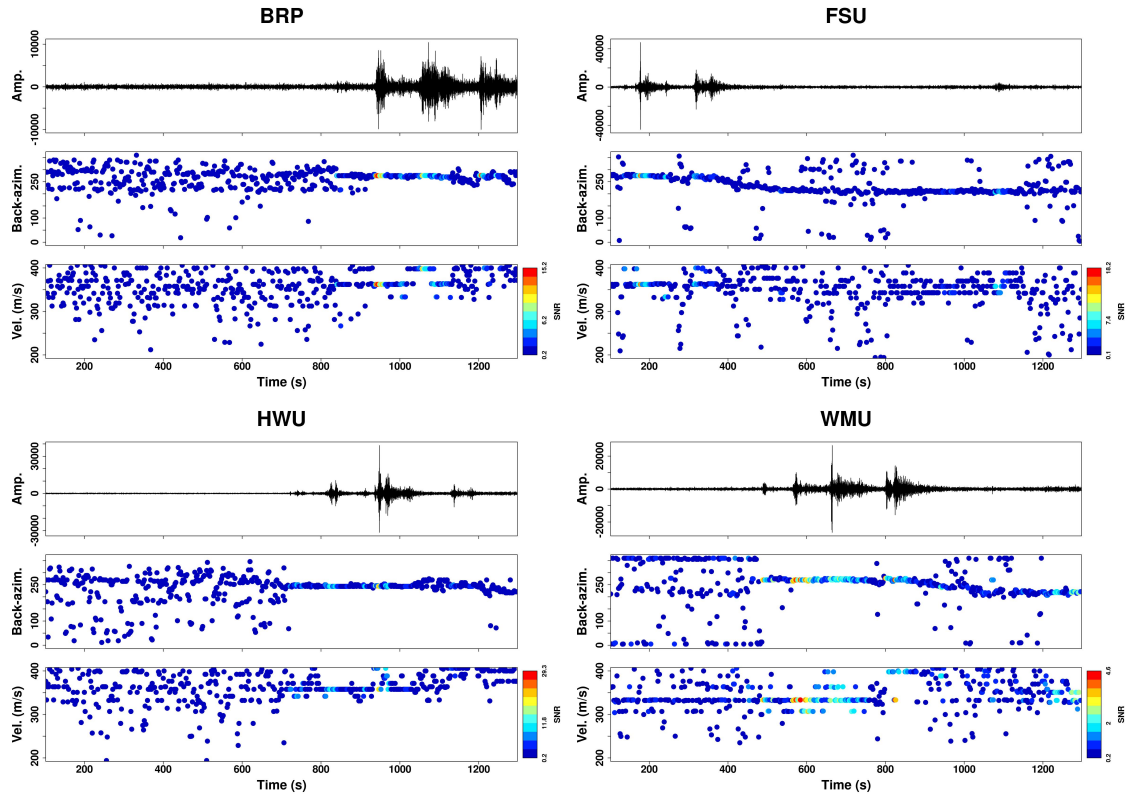 BRP
Amp.
10000
0
-10000
Back-azim.
250
100
0
Vel. (m/s)
400
300
200
200 400 600 800 1000 1200
Time (s)
15.2
6.2
0.2
SNR
FSU
Amp.
40000
0
-40000
Back-azim.
250
100
0
Vel. (m/s)
400
300
200
200 400 600 800 1000 1200
Time (s)
18.2
7.4
0.1
SNR
HWU
Amp.
30000
0
-30000
Back-azim.
250
100
0
Vel. (m/s)
400
300
200
200 400 600 800 1000 1200
Time (s)
29.3
11.8
0.2
SNR
WMU
Amp.
20000
0
-20000
Back-azim.
250
100
0
Vel. (m/s)
400
300
200
200 400 600 800 1000 1200
Time (s)
4.6
2
0.2
SNR